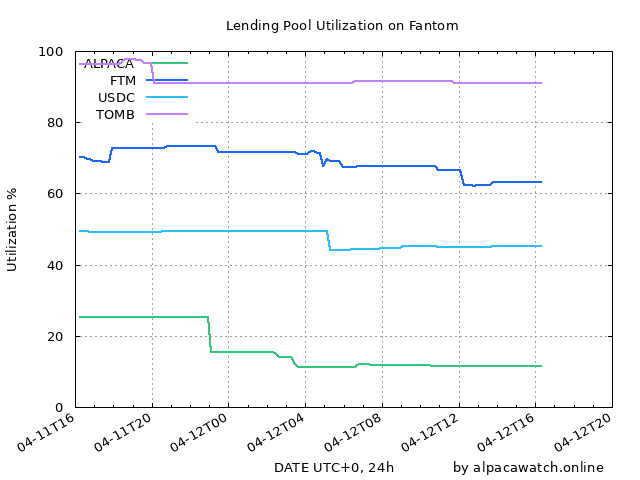 Lending Pool Utilization on Fantom
100
80
60
40
20
0
Utilization %
ALPACA
FTM
USDC
TOMB
04-11T16
04-11T20
04-12T00
04-12T04
04-12T08
04-12T12
04-12T16
04-12T20
DATE UTC+0, 24h
by alpacawatch.online